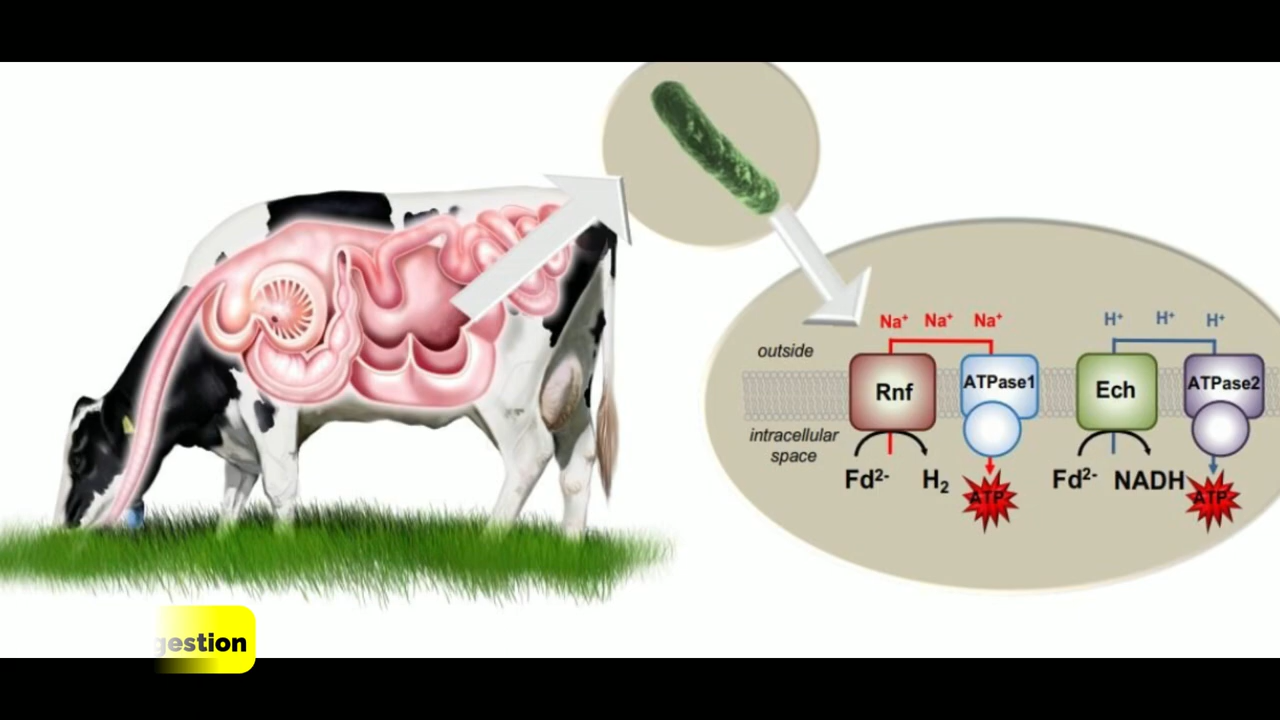 Na⁺ Na⁺ Na⁺ H⁺ H⁺ H⁺
outside
Rnf ATPase1 Ech ATPase2
intracellular
space
Fd²⁻ H₂ ATP Fd²⁻ NADH ATP
gestion